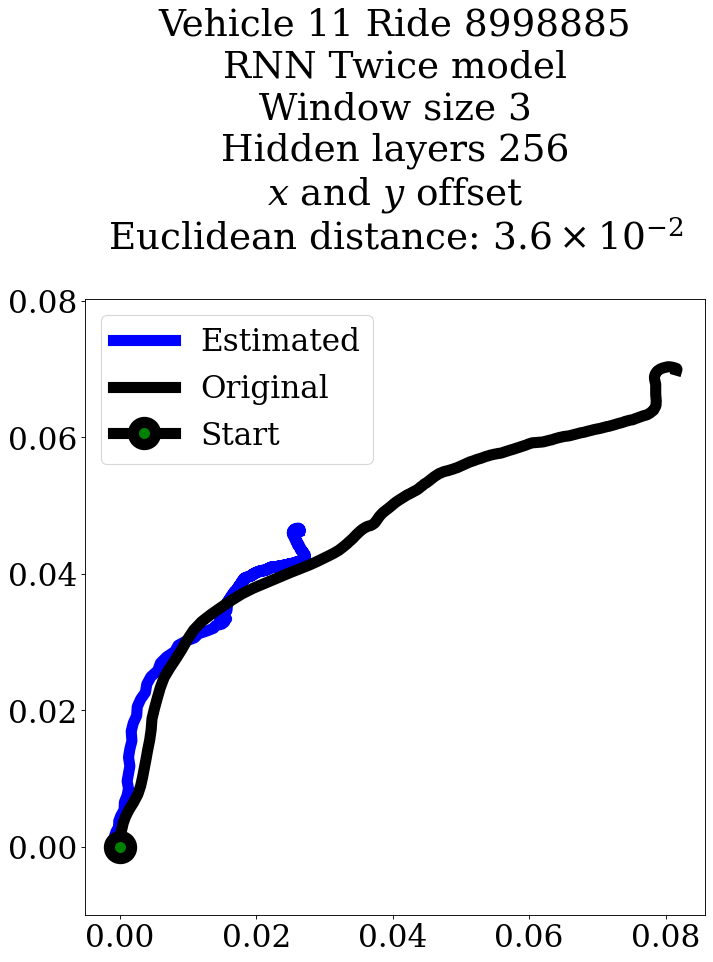 Vehicle 11 Ride 8998885
RNN Twice model
Window size 3
Hidden layers 256
x and y offset
Euclidean distance: 3.6 × 10⁻²
0.08
Estimated
Original
Start
0.06
0.04
0.02
0.00
0.00 0.02 0.04 0.06 0.08